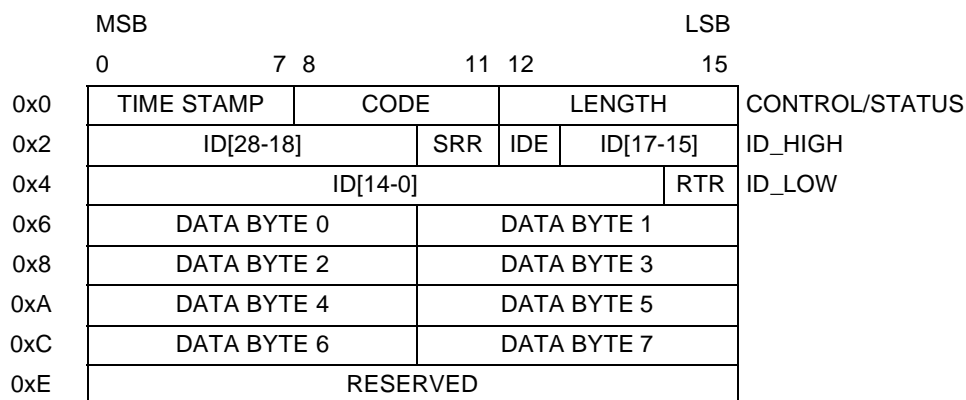 MSB LSB
0 7 8 11 12 15
0x0 TIME STAMP CODE LENGTH CONTROL/STATUS
0x2 ID[28-18] SRR IDE ID[17-15] ID_HIGH
0x4 ID[14-0] RTR ID_LOW
0x6 DATA BYTE 0 DATA BYTE 1
0x8 DATA BYTE 2 DATA BYTE 3
0xA DATA BYTE 4 DATA BYTE 5
0xC DATA BYTE 6 DATA BYTE 7
0xE RESERVED